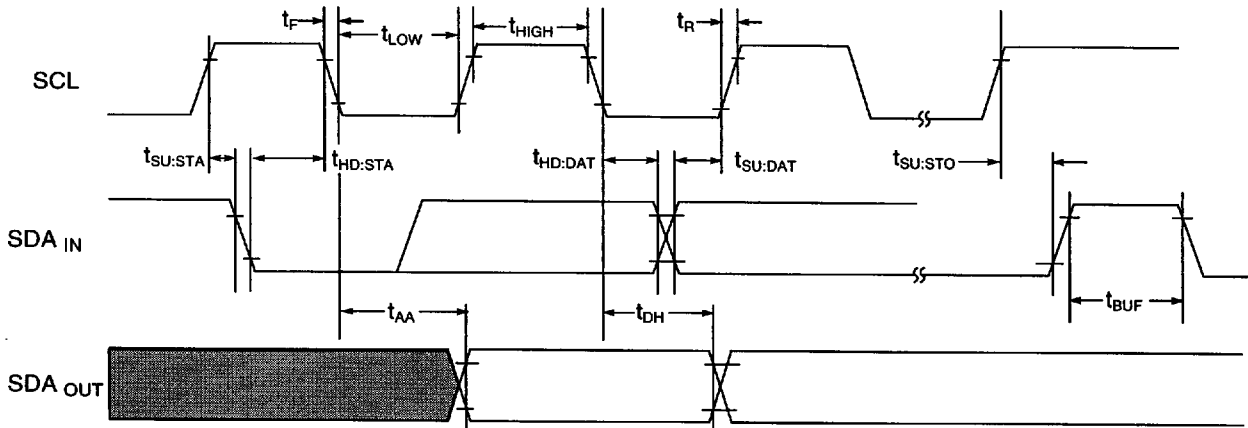 tF
tLOW
tHIGH
tR
SCL
tSU:STA
tHD:STA
tHD:DAT
tSU:DAT
tSU:STO
SDA IN
tAA
tDH
tBUF
SDA OUT